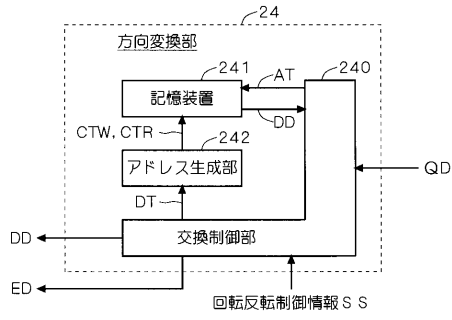 24
方向変換部
241
AT
240
記憶装置
DD
CTW, CTR
242
アドレス生成部
QD
DT
DD
交換制御部
ED
回転反転制御情報SS